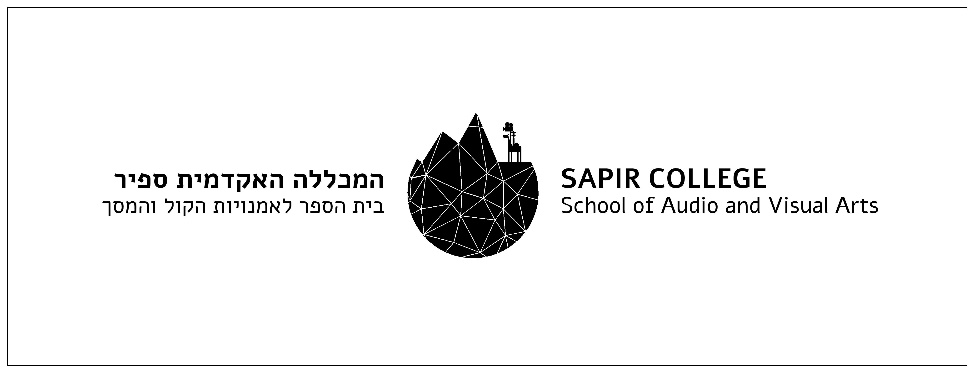 המכללה האקדמית ספיר
בית הספר לאמנויות הקול והמסך
SAPIR COLLEGE
School of Audio and Visual Arts